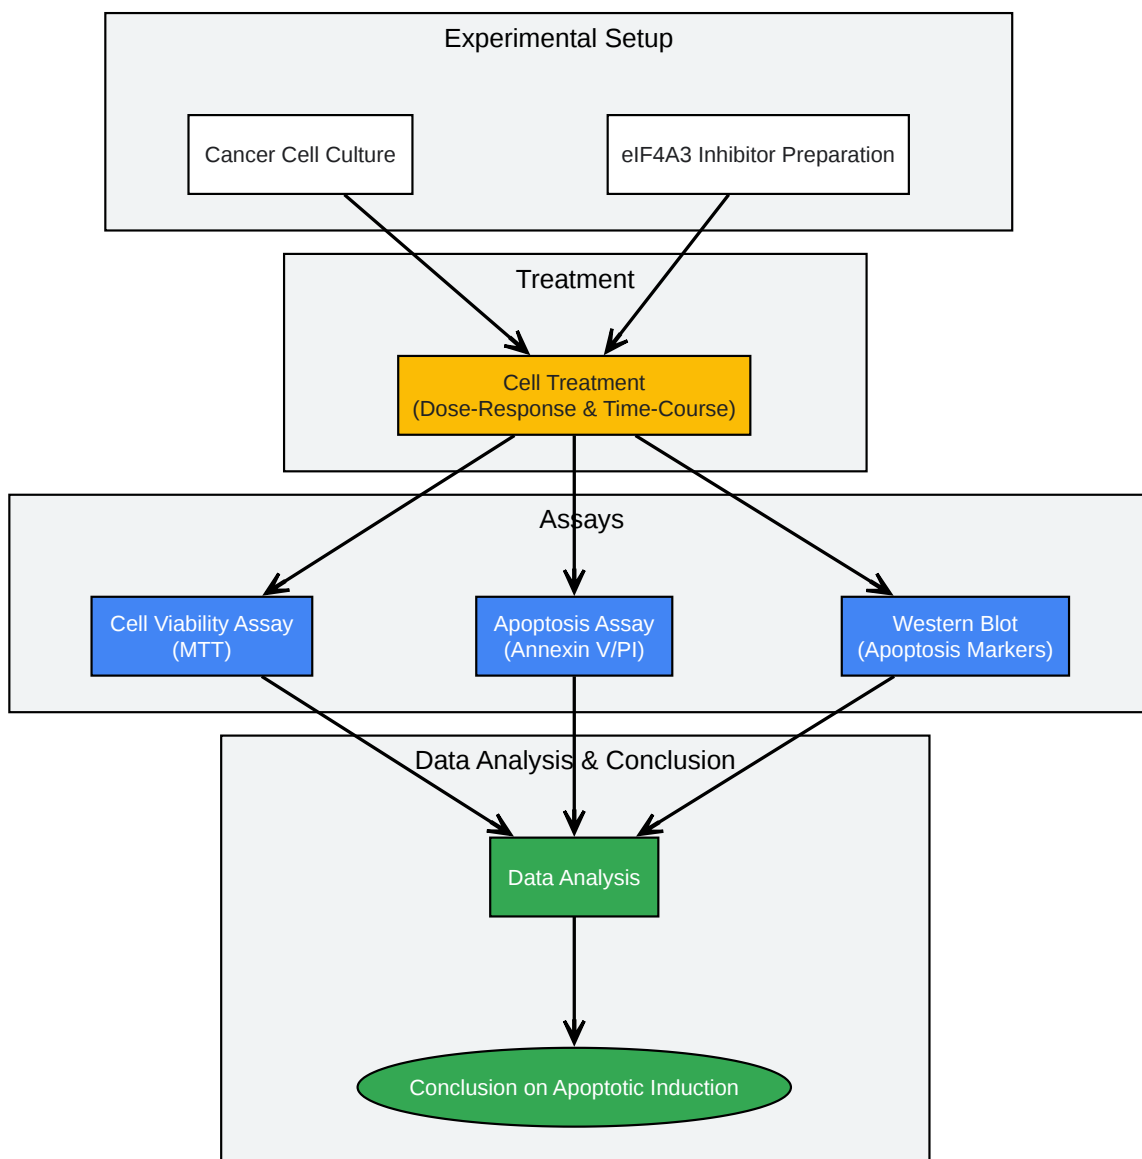 Experimental Setup
Cancer Cell Culture
eIF4A3 Inhibitor Preparation
Treatment
Cell Treatment
(Dose-Response & Time-Course)
Assays
Cell Viability Assay
(MTT)
Apoptosis Assay
(Annexin V/PI)
Western Blot
(Apoptosis Markers)
Data Analysis & Conclusion
Data Analysis
Conclusion on Apoptotic Induction